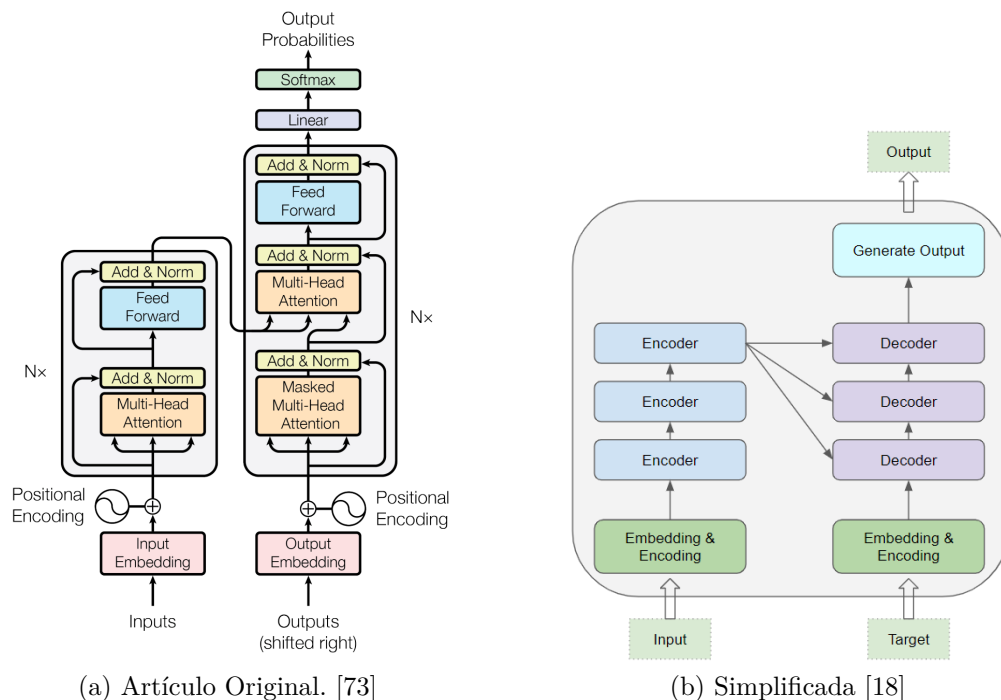 Output
Probabilities
Softmax
Linear
Add & Norm
Feed
Forward
Add & Norm
Multi-Head
Attention
Add & Norm
Masked
Multi-Head
Attention
N×
Add & Norm
Feed
Forward
N×
Add & Norm
Multi-Head
Attention
Positional
Encoding
Positional
Encoding
Input
Embedding
Output
Embedding
Inputs
Outputs
(shifted right)
(a) Artículo Original. [73]
Output
Generate Output
Encoder
Decoder
Encoder
Decoder
Encoder
Decoder
Embedding &
Encoding
Embedding &
Encoding
Input
Target
(b) Simplificada [18]